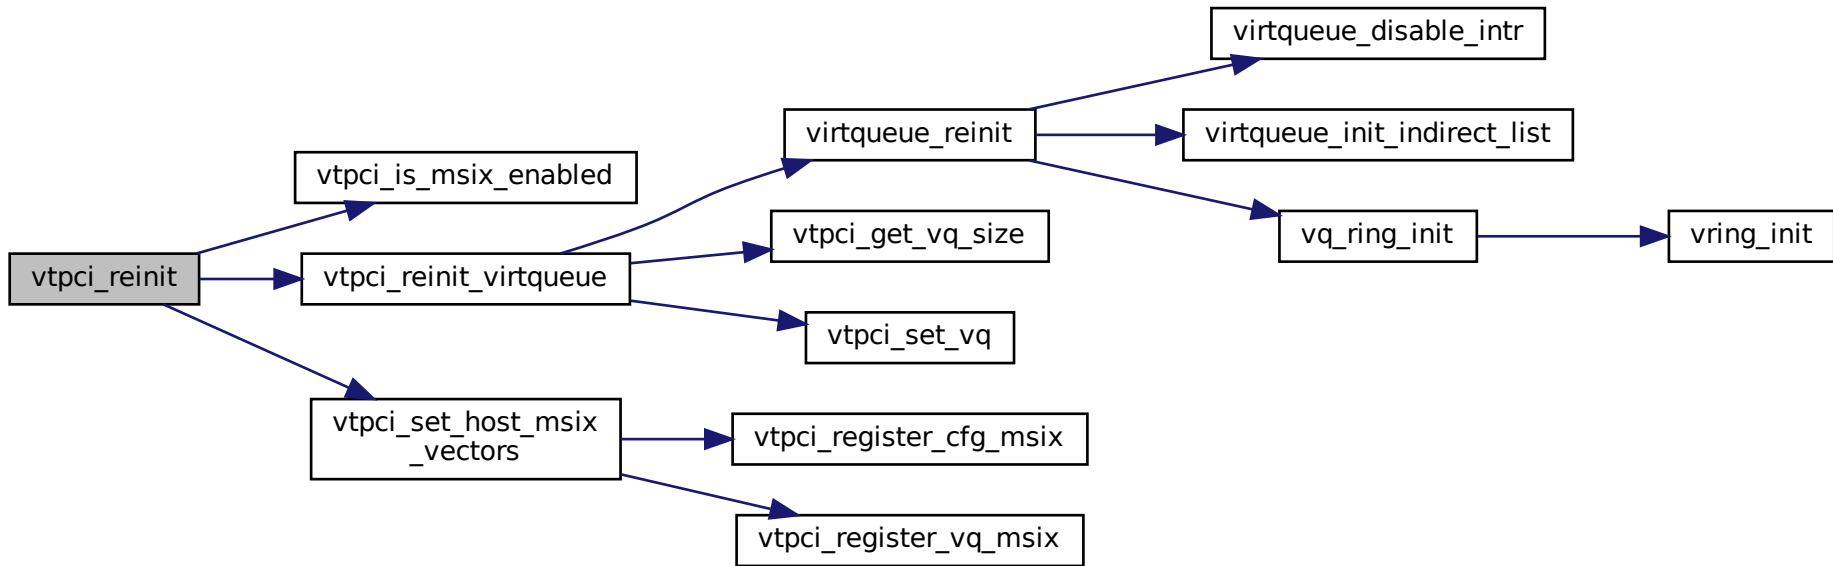 virtqueue_disable_intr
virtqueue_reinit
virtqueue_init_indirect_list
vtpci_is_msix_enabled
vtpci_get_vq_size
vq_ring_init
vring_init
vtpci_reinit
vtpci_reinit_virtqueue
vtpci_set_vq
vtpci_set_host_msix
_vectors
vtpci_register_cfg_msix
vtpci_register_vq_msix